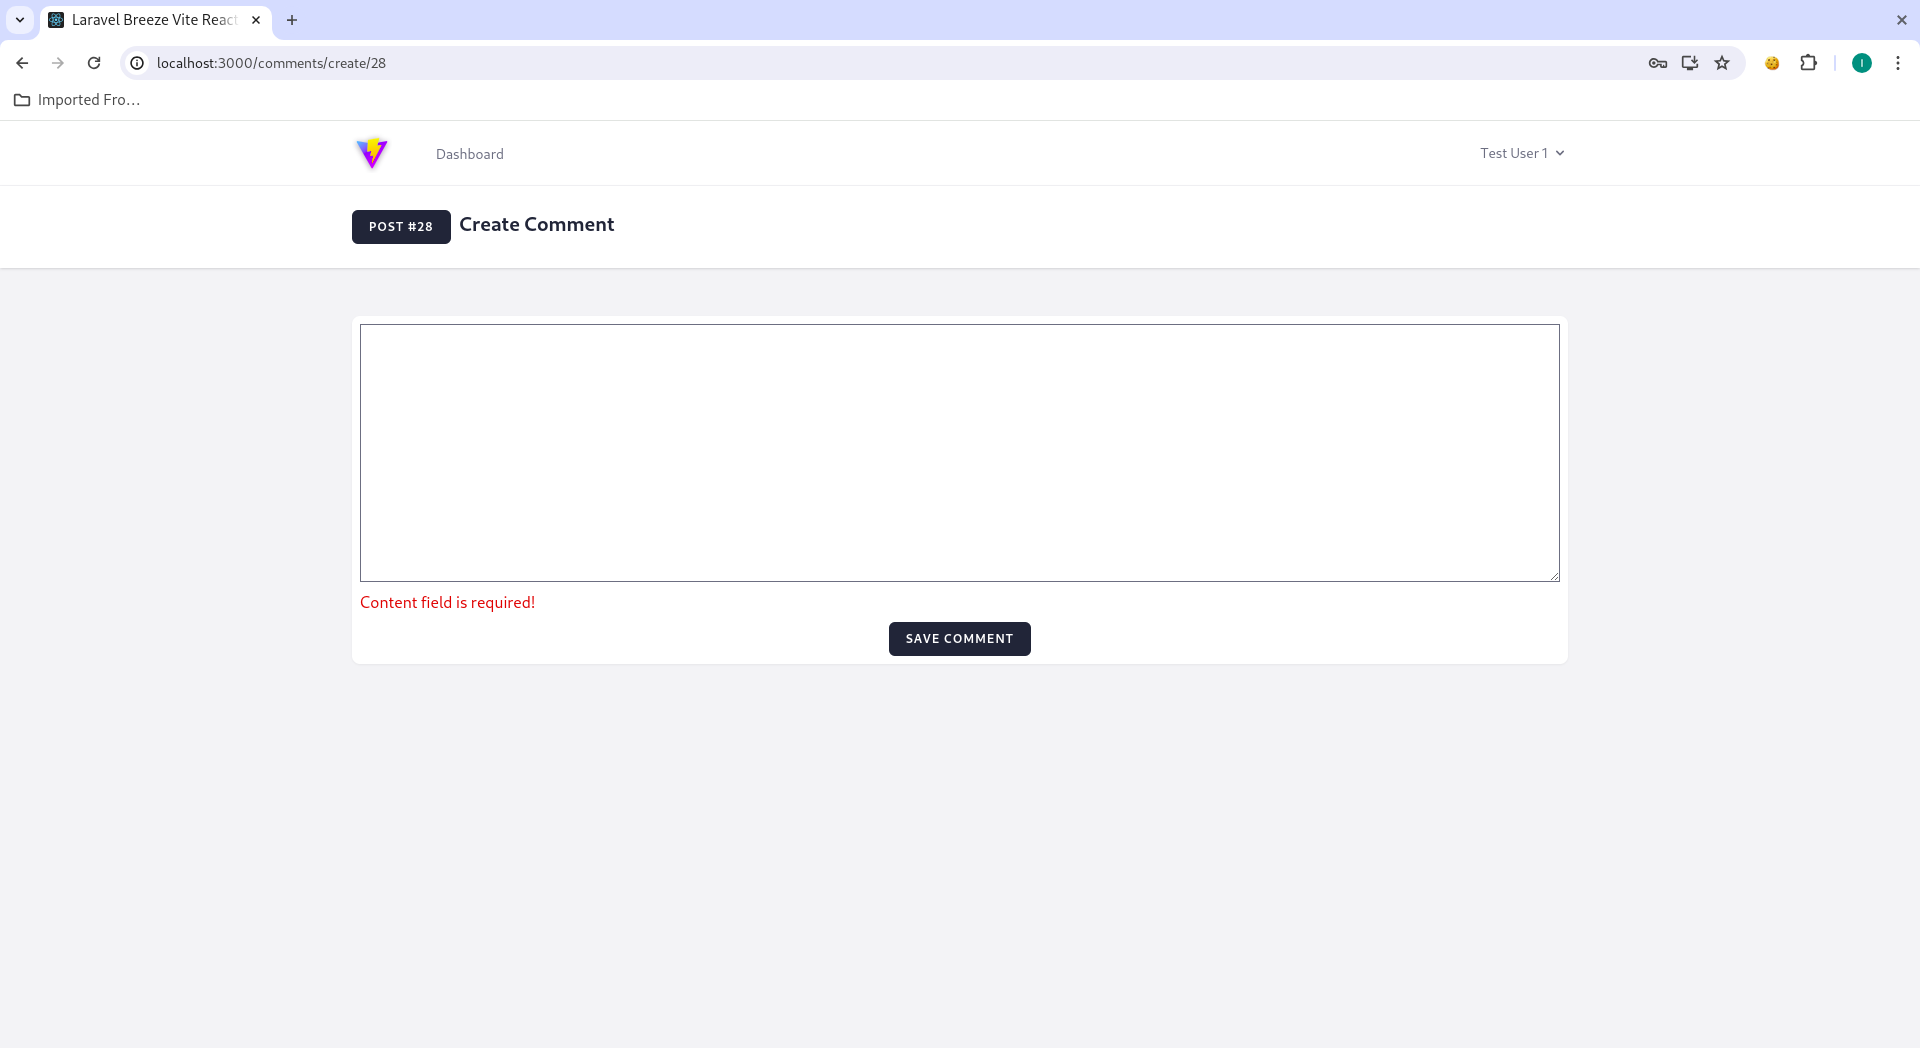 Laravel Breeze Vite React
localhost:3000/comments/create/28
I
Imported Fro…
Dashboard
Test User 1
POST #28
Create Comment
Content field is required!
SAVE COMMENT